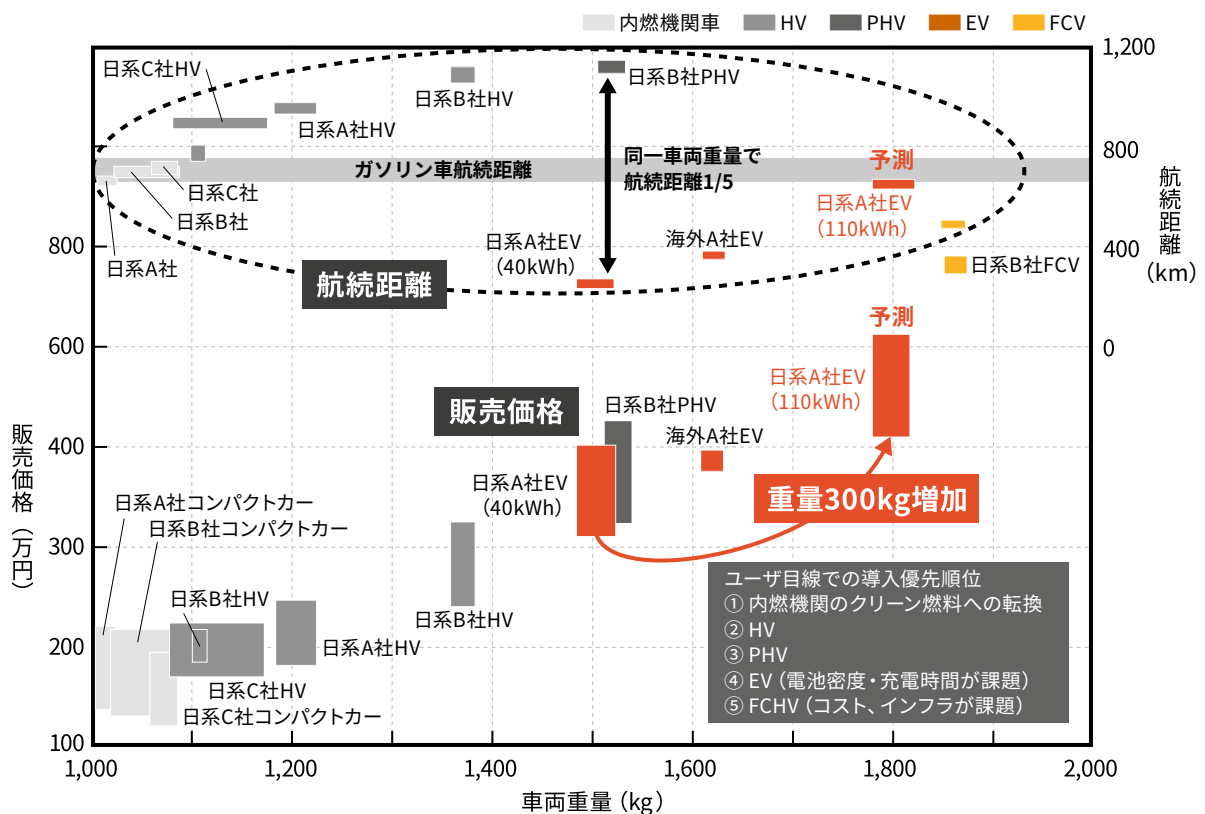 内燃機関車
HV
PHV
EV
FCV
1,200
日系C社HV
日系B社HV
日系B社PHV
日系A社HV
ガソリン車航続距離
同一車両重量で
航続距離1/5
予測
800
日系C社
日系B社
日系A社
日系A社EV
（110kWh）
航続距離
（km）
800
日系A社EV
（40kWh）
海外A社EV
400
日系B社FCV
航続距離
予測
600
0
日系A社EV
（110kWh）
販売価格
日系B社PHV
海外A社EV
400
日系A社EV
（40kWh）
重量300kg増加
販売価格（万円）
日系A社コンパクトカー
日系B社コンパクトカー
300
日系B社HV
日系B社HV
200
日系A社HV
日系C社HV
日系C社コンパクトカー
ユーザ目線での導入優先順位
① 内燃機関のクリーン燃料への転換
② HV
③ PHV
④ EV（電池密度・充電時間が課題）
⑤ FCHV（コスト、インフラが課題）
100
1,000
1,200
1,400
1,600
1,800
2,000
車両重量（kg）